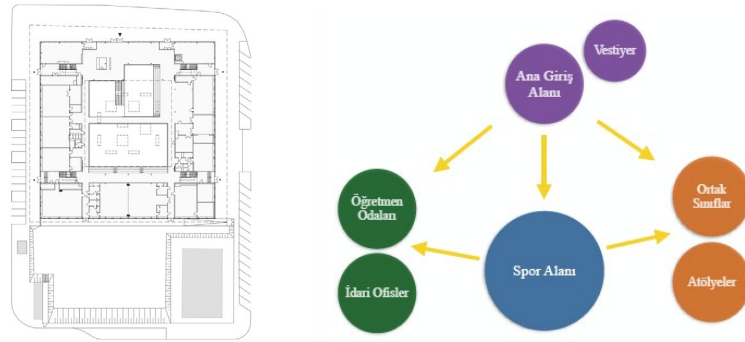 Vestiyer
Ana Giriş
Alanı
Öğretmen
Odaları
Ortak
Sınıflar
Spor Alanı
İdari Ofisler
Atölyeler